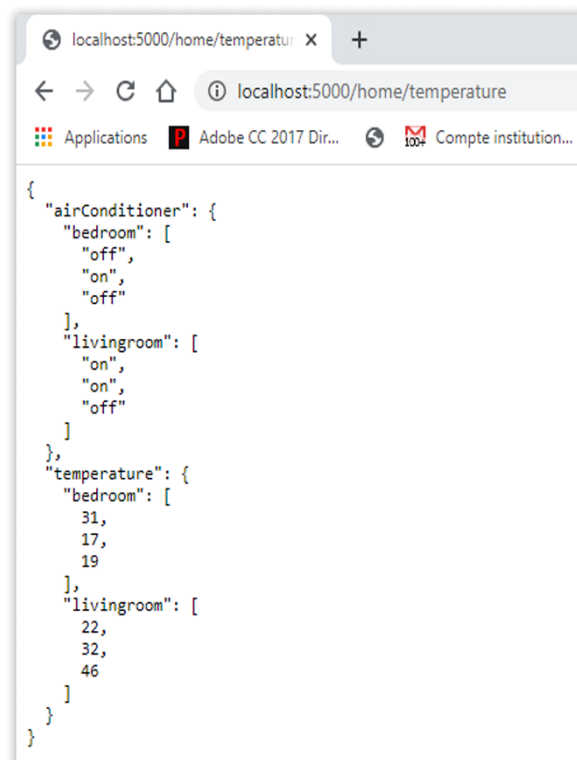 localhost:5000/home/temperatur
localhost:5000/home/temperature
Applications
Adobe CC 2017 Dir...
100+
Compte institution...
{
  "airConditioner": {
    "bedroom": [
      "off",
      "on",
      "off"
    ],
    "livingroom": [
      "on",
      "on",
      "off"
    ]
  },
  "temperature": {
    "bedroom": [
      31,
      17,
      19
    ],
    "livingroom": [
      22,
      32,
      46
    ]
  }
}